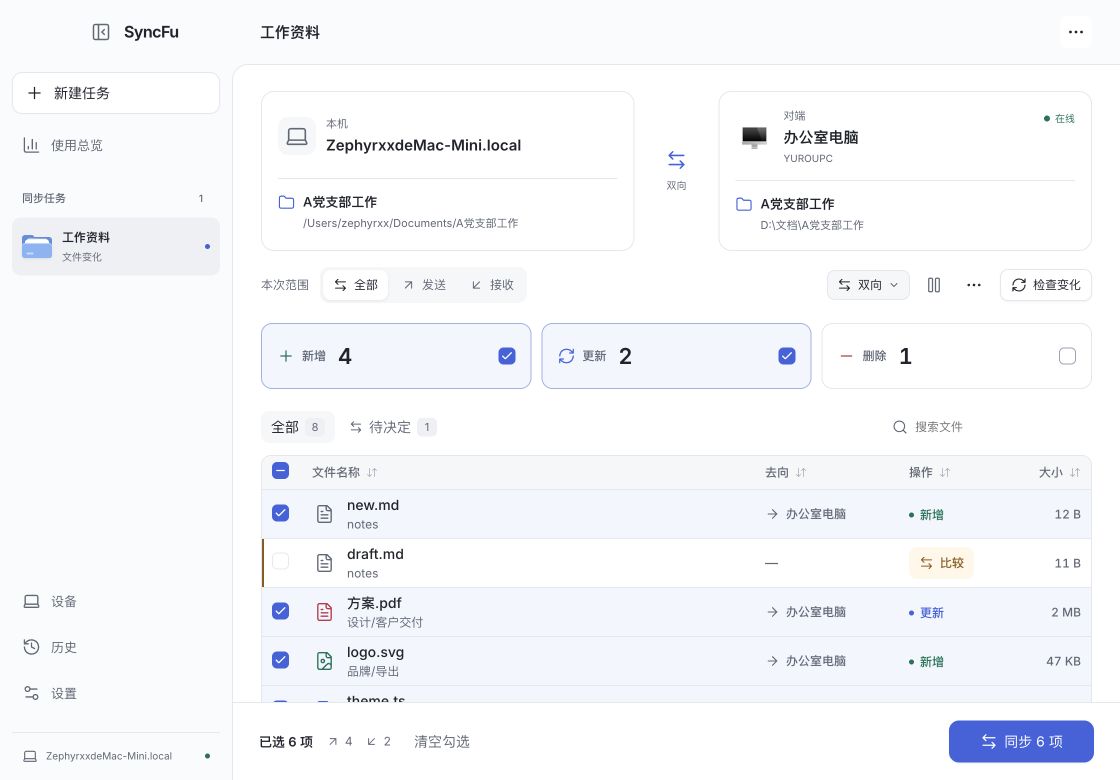 SyncFu
工作资料
新建任务
使用总览
同步任务 1
工作资料
文件变化
设备
历史
设置
ZephyrxxdeMac-Mini.local
本机
ZephyrxxdeMac-Mini.local
A党支部工作
/Users/zephyrxx/Documents/A党支部工作
双向
对端
办公室电脑
YUROUPC
在线
A党支部工作
D:\文档\A党支部工作
本次范围 全部 发送 接收 双向 检查变化
新增 4
更新 2
删除 1
全部 8 待决定 1 搜索文件
文件名称 去向 操作 大小
new.md
notes
办公室电脑 新增 12 B
draft.md
notes
— 比较 11 B
方案.pdf
设计/客户交付
办公室电脑 更新 2 MB
logo.svg
品牌/导出
办公室电脑 新增 47 KB
theme.ts
已选 6 项 4 2 清空勾选 同步 6 项